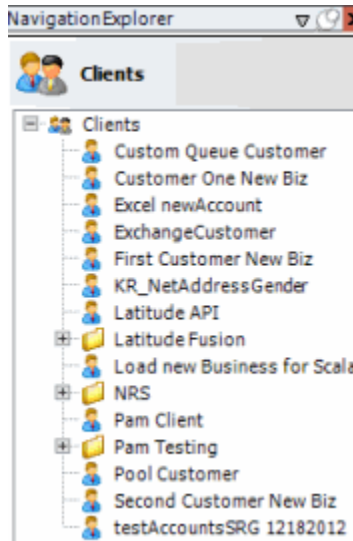 NavigationExplorer
Clients
Clients
Custom Queue Customer
Customer One New Biz
Excel newAccount
ExchangeCustomer
First Customer New Biz
KR_NetAddressGender
Latitude API
Latitude Fusion
Load new Business for Scala
NRS
Pam Client
Pam Testing
Pool Customer
Second Customer New Biz
testAccountsSRG 12182012